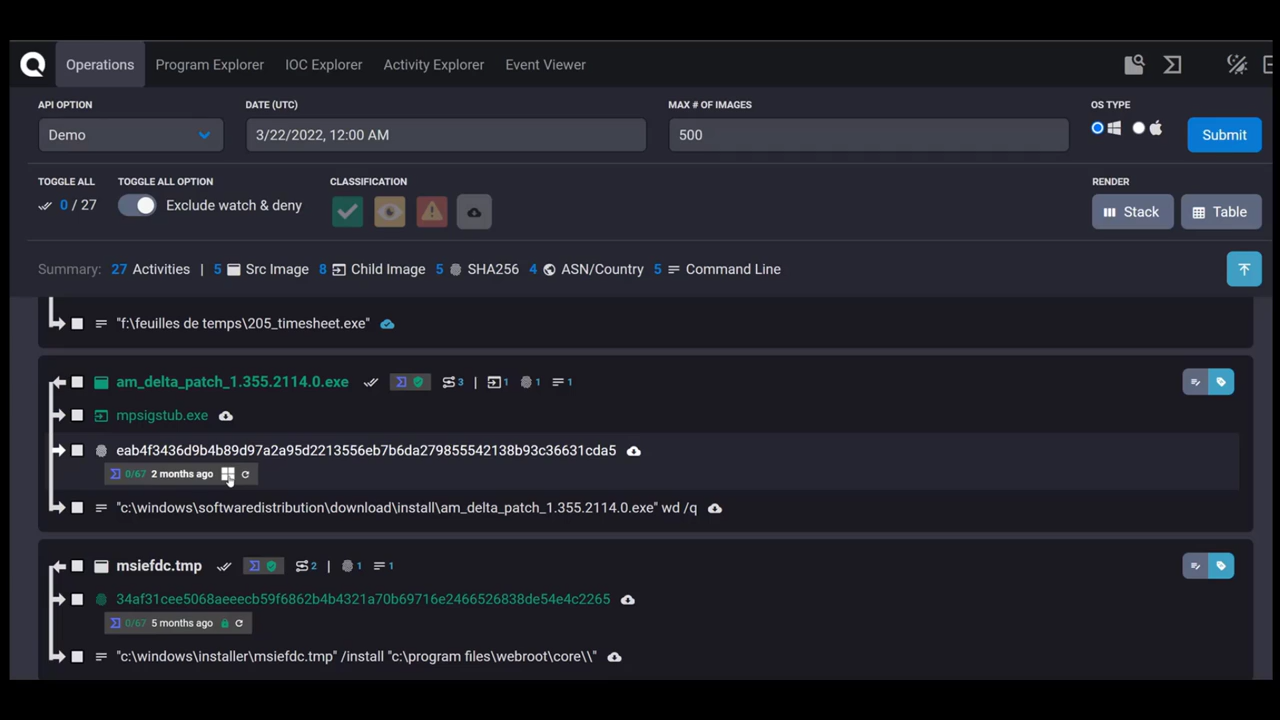 Operations Program Explorer IOC Explorer Activity Explorer Event Viewer
API OPTION DATE (UTC) MAX # OF IMAGES OS TYPE
Demo 3/22/2022, 12:00 AM 500 Submit
TOGGLE ALL TOGGLE ALL OPTION CLASSIFICATION RENDER
0 / 27 Exclude watch & deny Stack Table
Summary: 27 Activities | 5 Src Image 8 Child Image 5 SHA256 4 ASN/Country 5 Command Line
"f:\feuilles de temps\205_timesheet.exe"
am_delta_patch_1.355.2114.0.exe 3 | 1 1 1
mpsigstub.exe
eab4f3436d9b4b89d97a2a95d2213556eb7b6da279855542138b93c36631cda5
0/67 2 months ago
"c:\windows\softwaredistribution\download\install\am_delta_patch_1.355.2114.0.exe" wd /q
msiefdc.tmp 2 | 1 1
34af31cee5068aeeecb59f6862b4b4321a70b69716e2466526838de54e4c2265
0/67 5 months ago
"c:\windows\installer\msiefdc.tmp" /install "c:\program files\webroot\core\\"